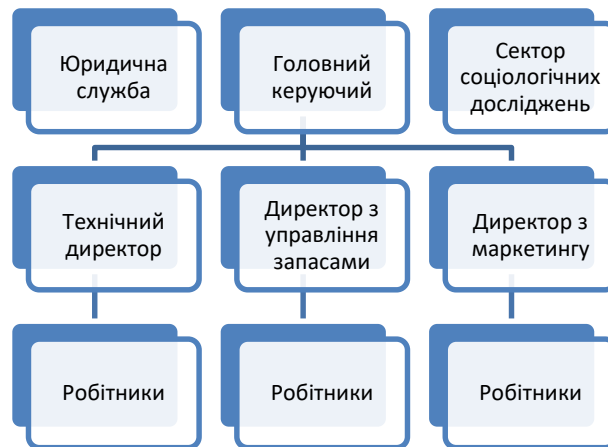 Юридична
служба
Головний
керуючий
Сектор
соціологічних
досліджень
Технічний
директор
Директор з
управління
запасами
Директор з
маркетингу
Робітники
Робітники
Робітники